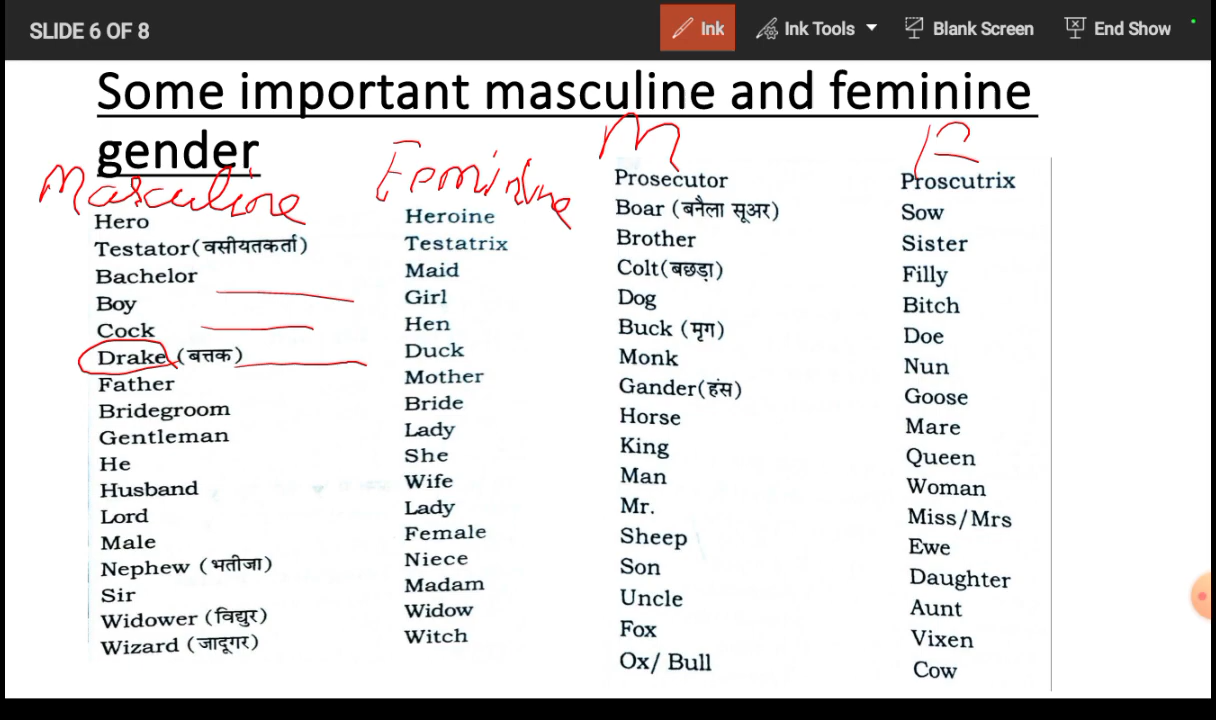 SLIDE 6 OF 8
Ink
Ink Tools
Blank Screen
End Show
Some important masculine and feminine
gender
Masculine Feminine
M F
Hero Heroine
Testator(वसीयतकर्ता) Testatrix
Bachelor Maid
Boy Girl
Cock Hen
Drake (बत्तक) Duck
Father Mother
Bridegroom Bride
Gentleman Lady
He She
Husband Wife
Lord Lady
Male Female
Nephew (भतीजा) Niece
Sir Madam
Widower (विद्युर) Widow
Wizard (जादूगर) Witch
Prosecutor Proscutrix
Boar (बनैला सूअर) Sow
Brother Sister
Colt(बछड़ा) Filly
Dog Bitch
Buck (मृग) Doe
Monk Nun
Gander(हंस) Goose
Horse Mare
King Queen
Man Woman
Mr. Miss/Mrs
Sheep Ewe
Son Daughter
Uncle Aunt
Fox Vixen
Ox/ Bull Cow